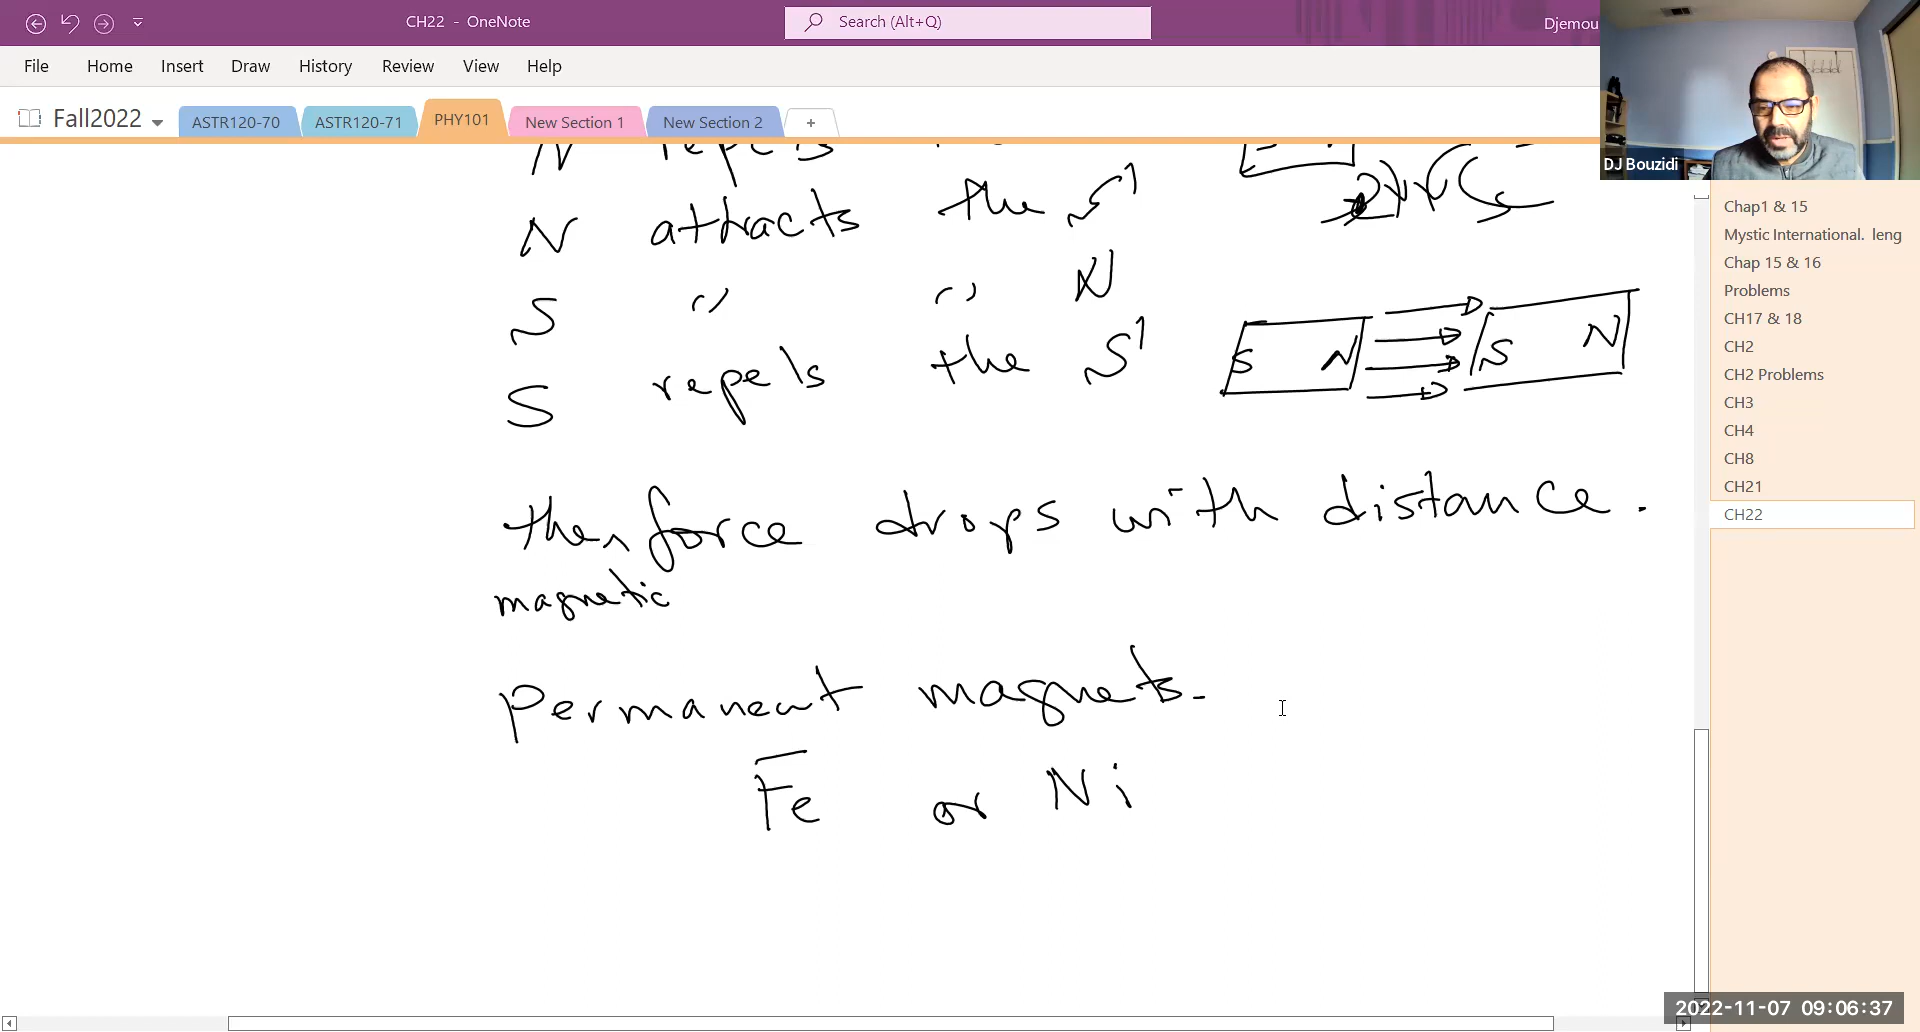 CH22 - OneNote
Search (Alt+Q)
Djemou
File Home Insert Draw History Review View Help
Fall2022 ASTR120-70 ASTR120-71 PHY101 New Section 1 New Section 2 +
DJ Bouzidi
N repels
N attracts the S
S " " N
S repels the S
S N S N
the ‸ force drops with distance.
magnetic
Permanent magnets.
Fe or Ni
Chap1 & 15
Mystic International. leng
Chap 15 & 16
Problems
CH17 & 18
CH2
CH2 Problems
CH3
CH4
CH8
CH21
CH22
2022-11-07 09:06:37